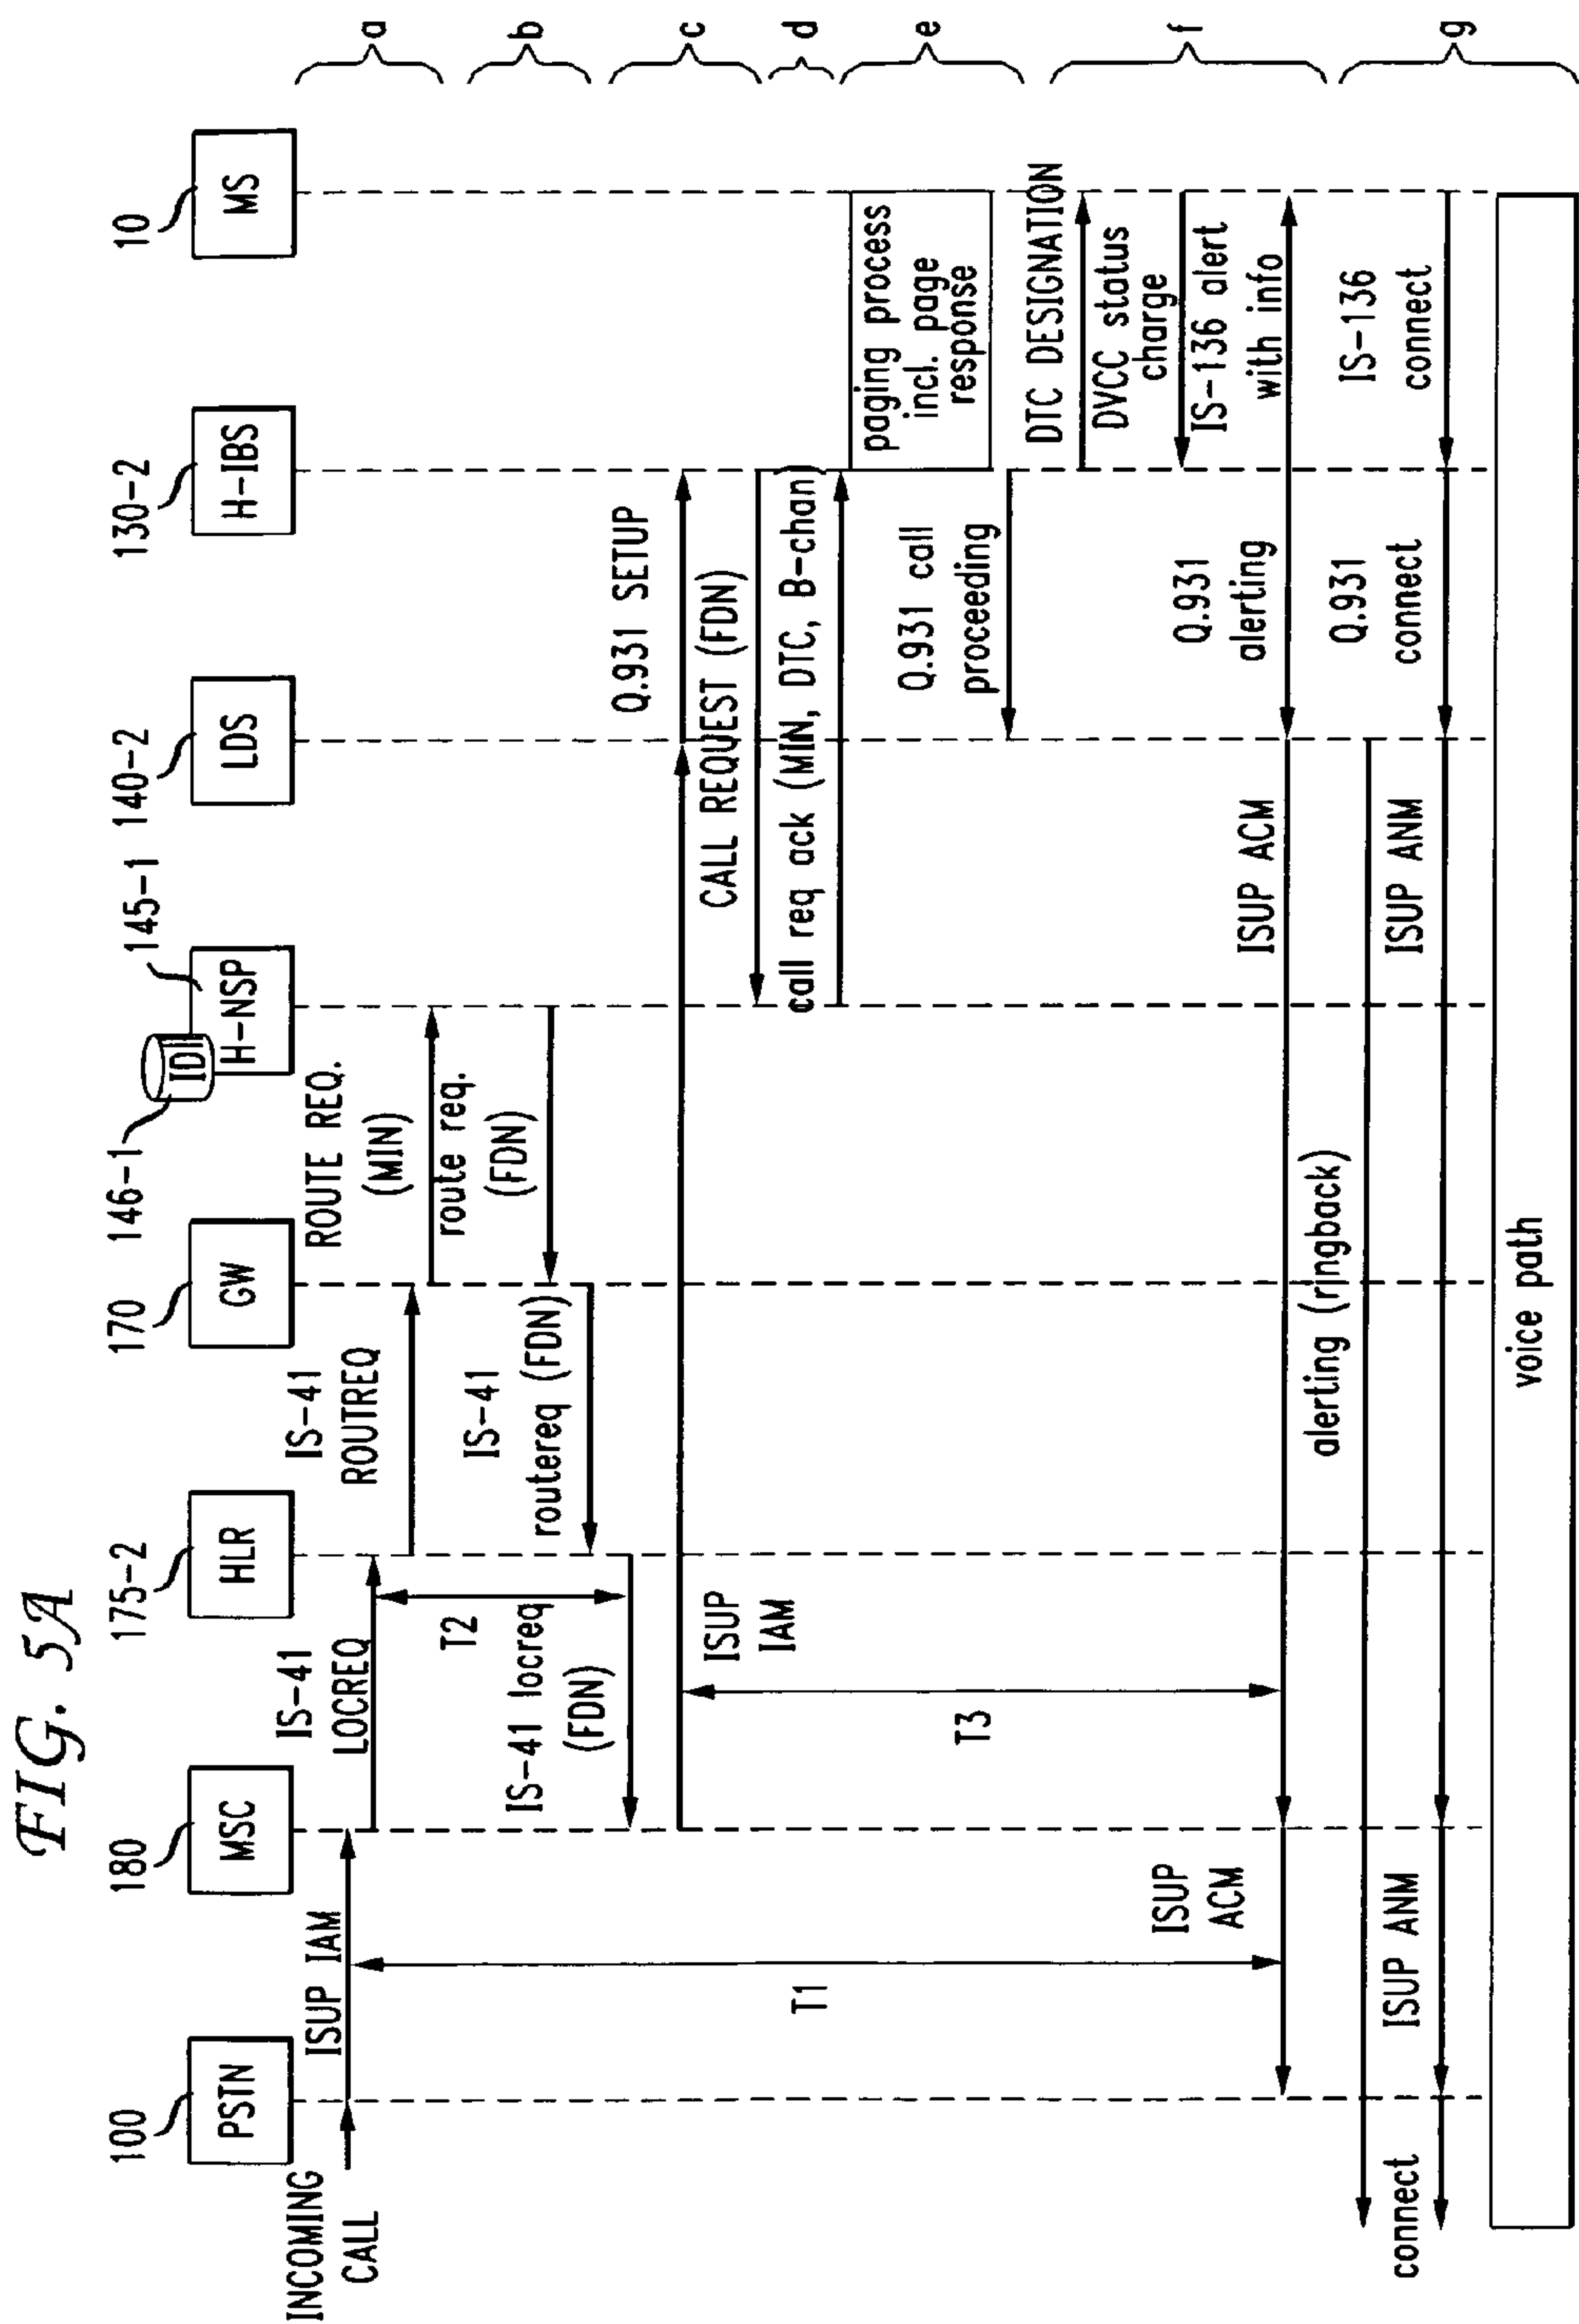 FIG. 5A
100
180
175-2
170
146-1
145-1
140-2
130-2
10
PSTN
MSC
HLR
GW
ID
H-NSP
LDS
H-IBS
MS
INCOMING
CALL
ISUP IAM
IS-41
LOCREQ
IS-41
ROUTREQ
ROUTE REQ.
(MIN)
a
route req.
(FDN)
IS-41
routereq (FDN)
T2
IS-41 locreq
(FDN)
b
ISUP
IAM
Q.931 SETUP
CALL REQUEST (FDN)
c
call req ack (MIN, DTC, B-chan)
d
T1
T3
paging process
incl. page
response
Q.931 call
proceeding
e
DTC DESIGNATION
DVCC status
charge
IS-136 alert
with info
Q.931
alerting
ISUP ACM
ISUP
ACM
f
alerting (ringback)
IS-136
connect
Q.931
connect
ISUP ANM
ISUP ANM
connect
g
voice path